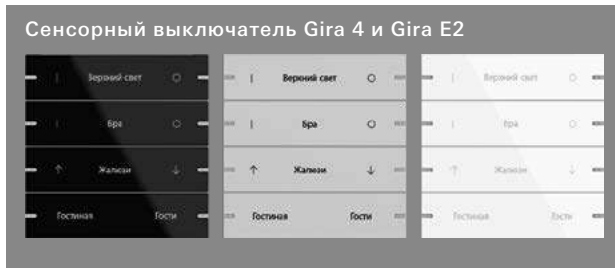 Сенсорный выключатель Gira 4 и Gira E2
| Верхний свет ○
| Бра ○
↑ Жалюзи ↓
Гостиная Гости
| Верхний свет ○
| Бра ○
↑ Жалюзи ↓
Гостиная Гости
| Верхний свет ○
| Бра ○
↑ Жалюзи ↓
Гостиная Гости